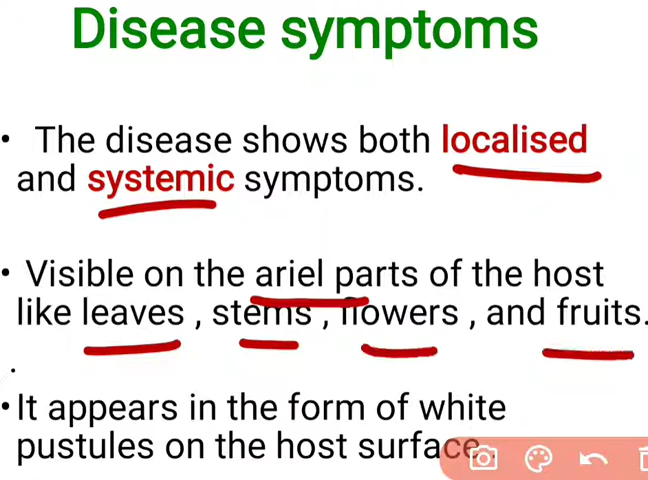 Disease symptoms
• The disease shows both localised
and systemic symptoms.
• Visible on the ariel parts of the host
like leaves , stems , flowers , and fruits.
.
• It appears in the form of white
pustules on the host surface